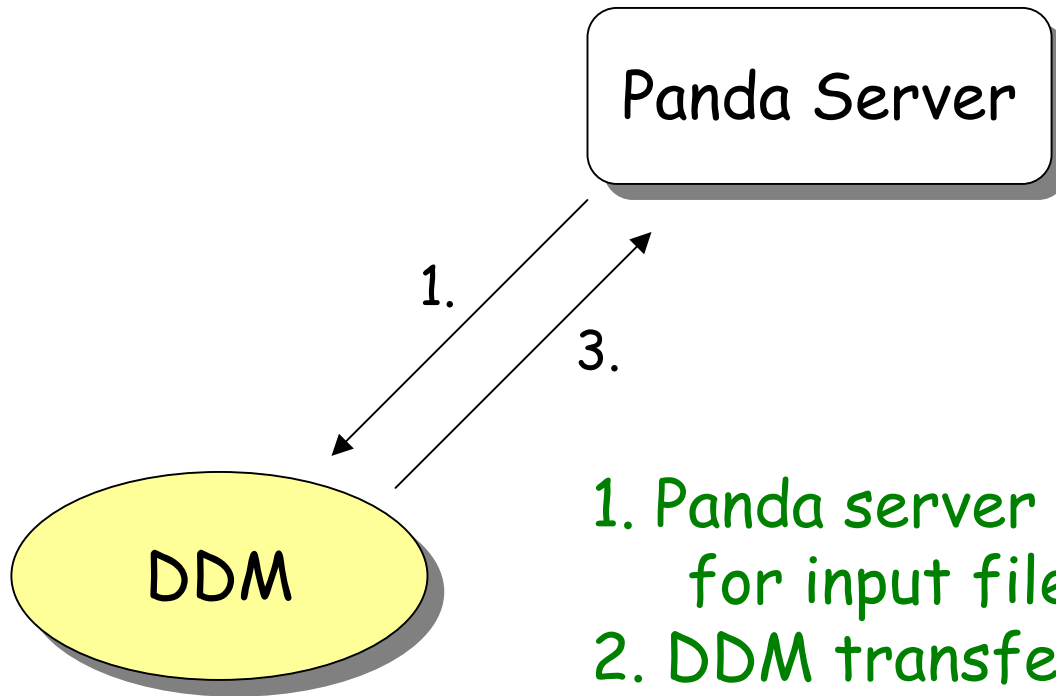 Panda Server
1.
3.
DDM
1. Panda server
for input file
2. DDM transfe